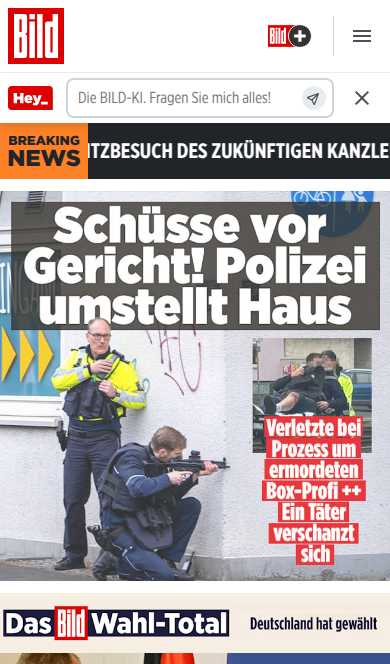 Bild
Bild +
Hey_
Die BILD-KI. Fragen Sie mich alles!
BREAKING
NEWS
ITZBESUCH DES ZUKÜNFTIGEN KANZLE
Schüsse vor
Gericht! Polizei
umstellt Haus
Verletzte bei
Prozess um
ermordeten
Box-Profi ++
Ein Täter
verschanzt
sich
Das Bild Wahl-Total
Deutschland hat gewählt